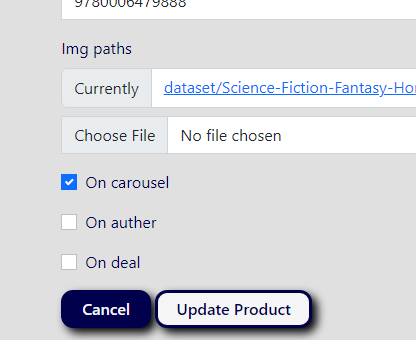 9780006479888
Img paths
Currently dataset/Science-Fiction-Fantasy-Hor
Choose File No file chosen
On carousel
On auther
On deal
Cancel Update Product